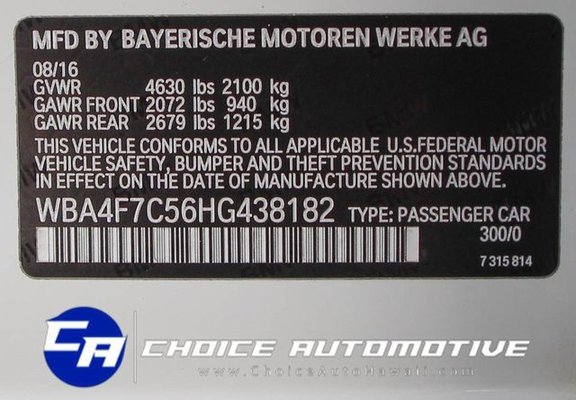 MFD BY BAYERISCHE MOTOREN WERKE AG
08/16
GVWR 4630 lbs 2100 kg
GAWR FRONT 2072 lbs 940 kg
GAWR REAR 2679 lbs 1215 kg
THIS VEHICLE CONFORMS TO ALL APPLICABLE U.S.FEDERAL MOTOR
VEHICLE SAFETY, BUMPER AND THEFT PREVENTION STANDARDS
IN EFFECT ON THE DATE OF MANUFACTURE SHOWN ABOVE.
WBA4F7C56HG438182 TYPE: PASSENGER CAR
300/0
7 315 814
CA CHOICE AUTOMOTIVE
www.ChoiceAutoHawaii.com